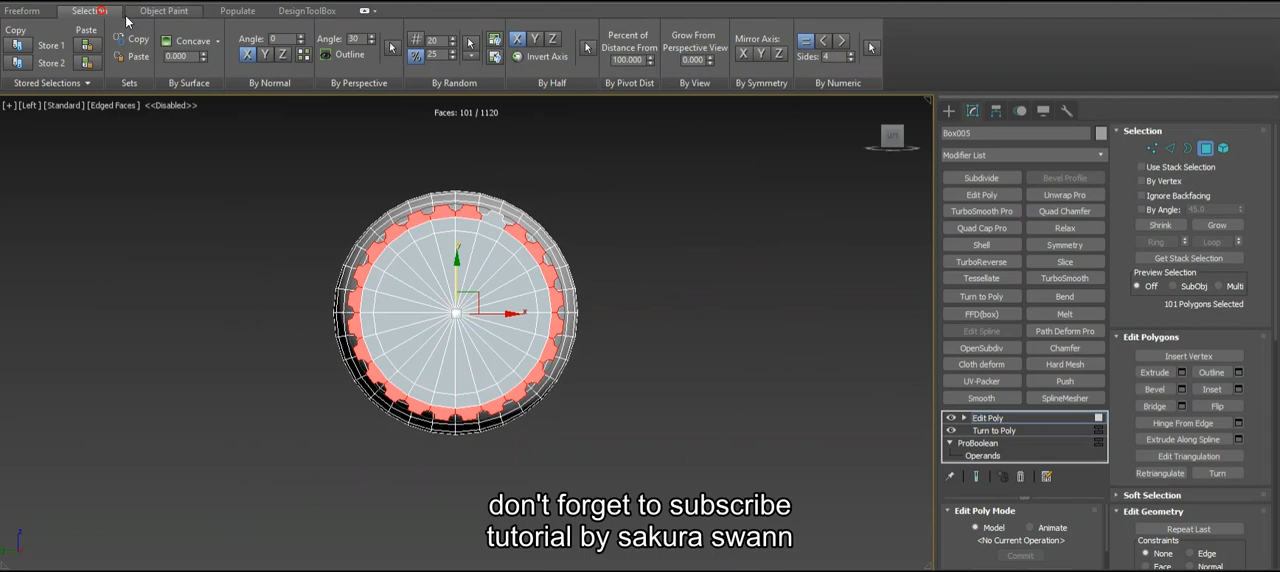 Freeform Selection Object Paint Populate DesignToolBox
Copy Paste Copy Concave Angle: 0 Angle: 30 # 20 X Y Z Percent of Grow From Mirror Axis: = < >
Store 1 Distance From Perspective View X Y Z Sides: 4
Store 2 Paste 0.000 X Y Z Outline % 25 Invert Axis 100.000 0.000
Stored Selections Sets By Surface By Normal By Perspective By Random By Half By Pivot Dist By View By Symmetry By Numeric
[+] [Left] [Standard] [Edged Faces] <<Disabled>>
Faces: 101 / 1120
Box005
Modifier List
Subdivide Bevel Profile
Edit Poly Unwrap Pro
TurboSmooth Pro Quad Chamfer
Quad Cap Pro Relax
Shell Symmetry
TurboReverse Slice
Tessellate TurboSmooth
Turn to Poly Bend
FFD(box) Melt
Edit Spline Path Deform Pro
OpenSubdiv Chamfer
Cloth deform Hard Mesh
UV-Packer Push
Smooth SplineMesher
Edit Poly
Turn to Poly
ProBoolean
Operands
Edit Poly Mode
Model Animate
<No Current Operation>
Commit
Selection
Use Stack Selection
By Vertex
Ignore Backfacing
By Angle: 45.0
Shrink Grow
Ring Loop
Get Stack Selection
Preview Selection
Off SubObj Multi
101 Polygons Selected
Edit Polygons
Insert Vertex
Extrude Outline
Bevel Inset
Bridge Flip
Hinge From Edge
Extrude Along Spline
Edit Triangulation
Retriangulate Turn
Soft Selection
Edit Geometry
Repeat Last
Constraints
None Edge
Face Normal
x
y
z
don't forget to subscribe
tutorial by sakura swann